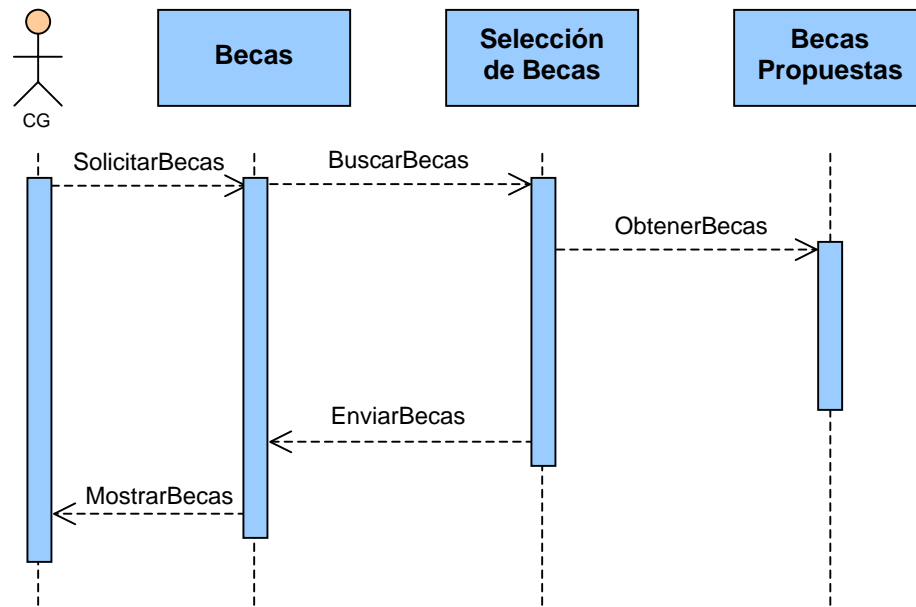 Becas
Selección
de Becas
Becas
Propuestas
CG
SolicitarBecas
BuscarBecas
ObtenerBecas
EnviarBecas
MostrarBecas